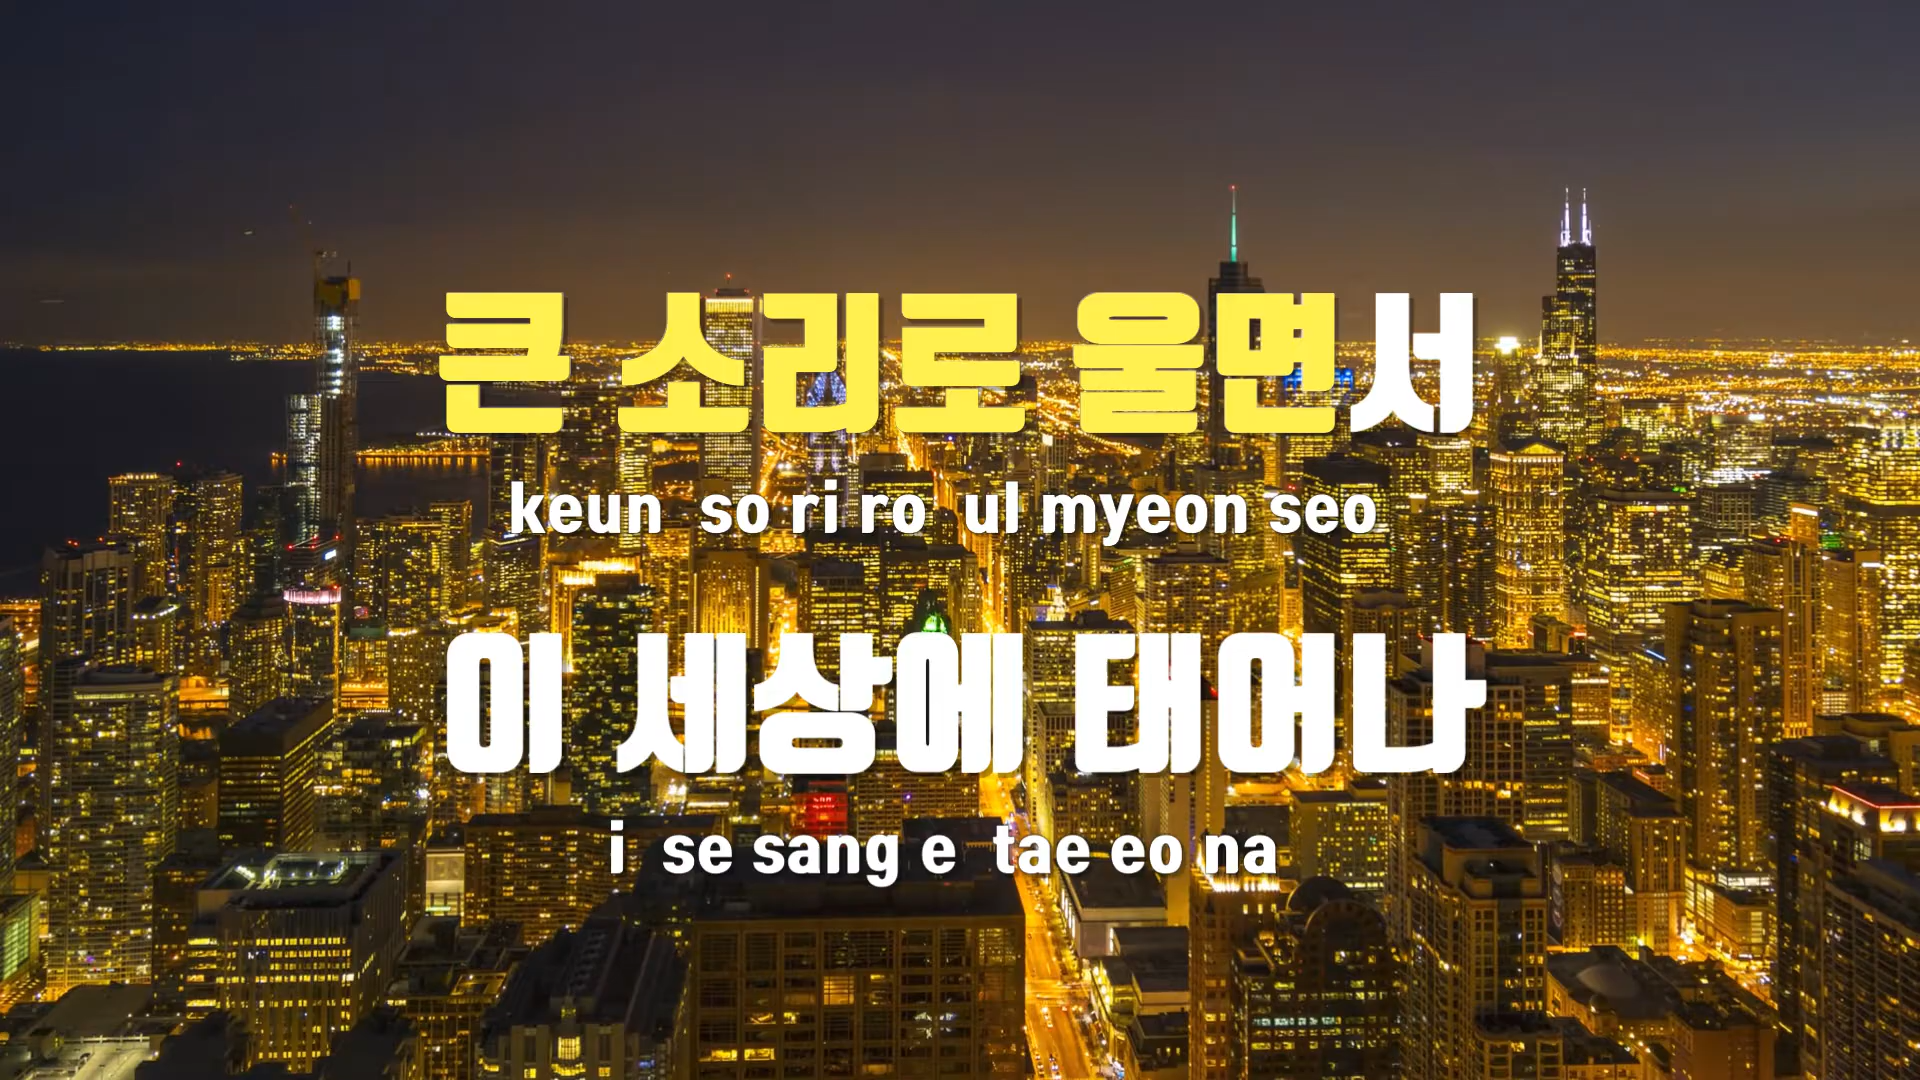 큰 소리로 울면서
keun so ri ro ul myeon seo
이 세상에 태어나
i se sang e tae eo na